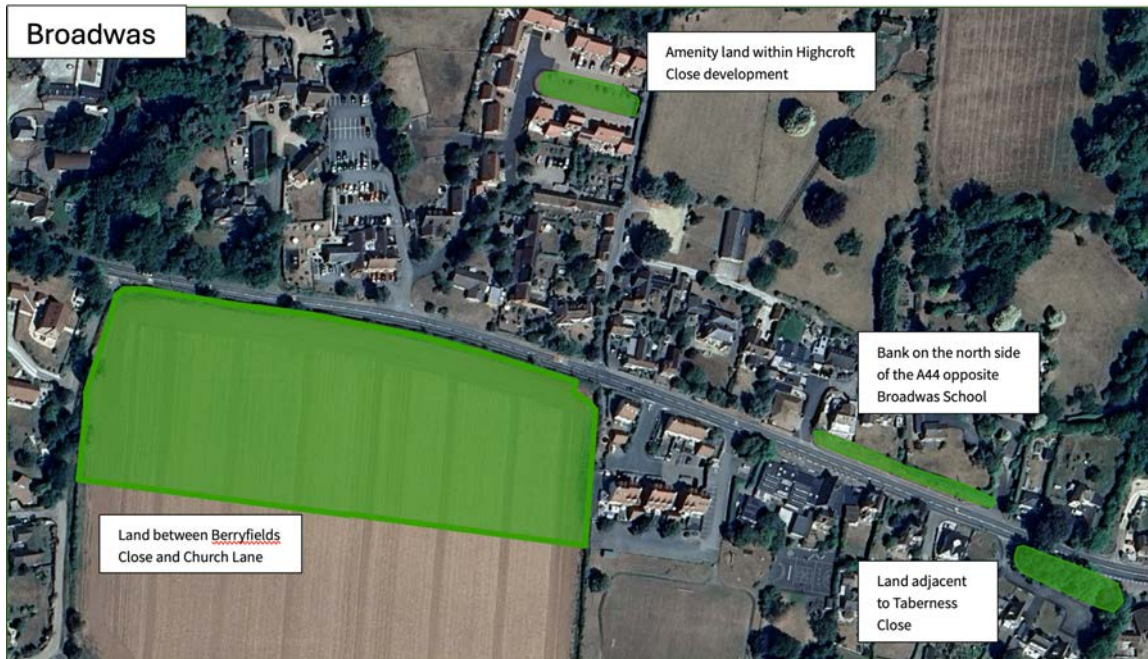 Broadwas
Amenity land within Highcroft
Close development
Bank on the north side
of the A44 opposite
Broadwas School
Land between Berryfields
Close and Church Lane
Land adjacent
to Taberness
Close